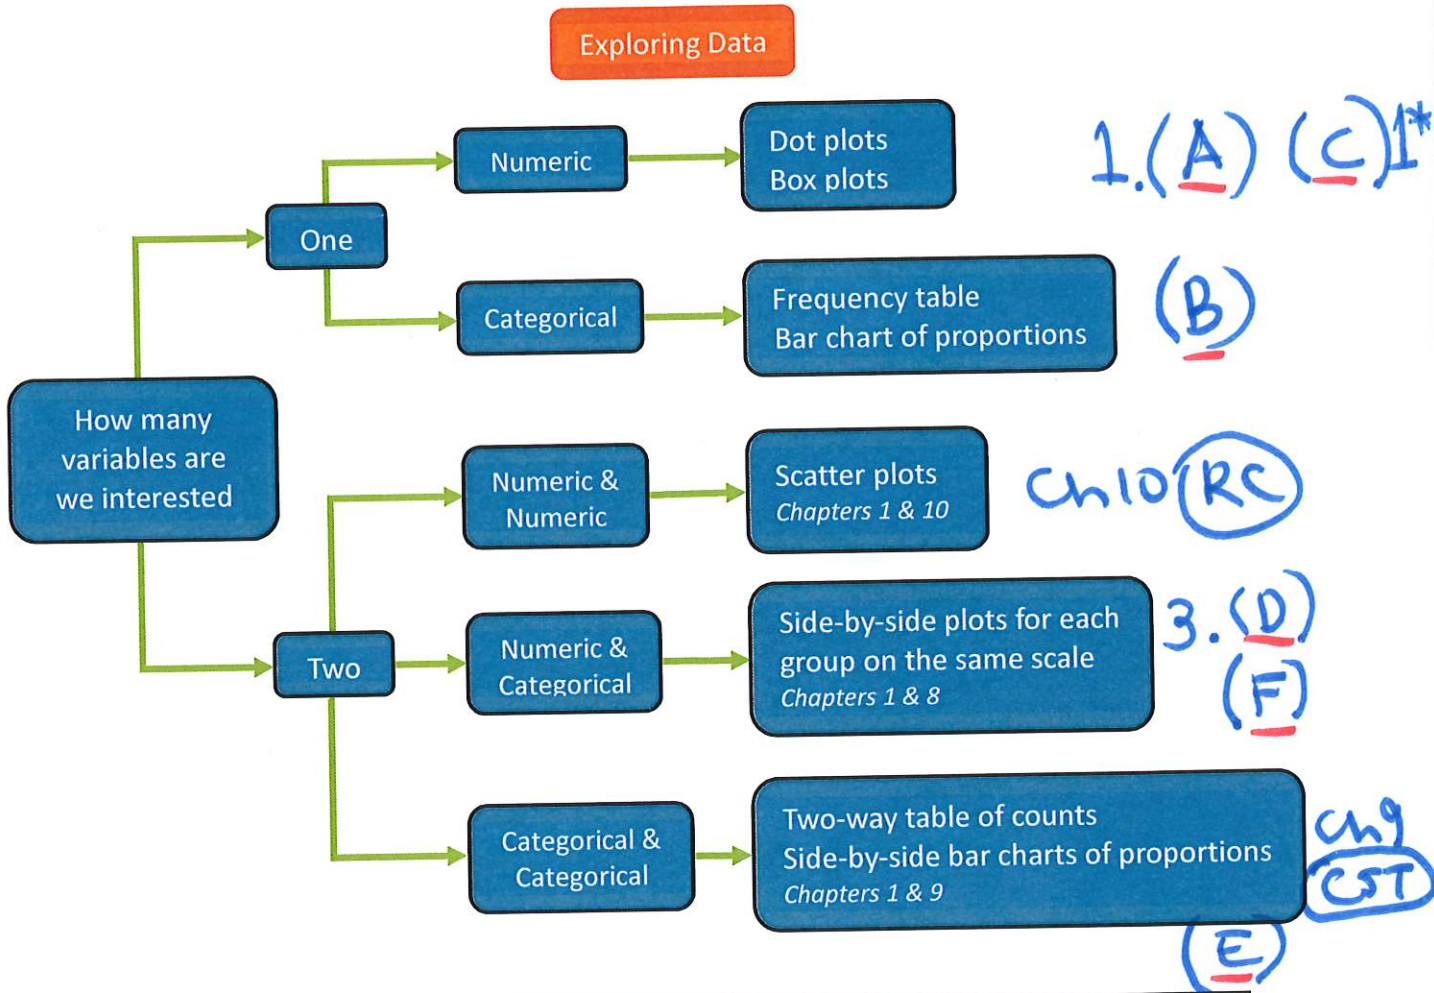 Exploring Data
Numeric
Dot plots
Box plots
1.(A) (C)1*
One
Categorical
Frequency table
Bar chart of proportions
(B)
How many
variables are
we interested
Numeric &
Numeric
Scatter plots
Chapters 1 & 10
Ch10 RC
Two
Numeric &
Categorical
Side-by-side plots for each
group on the same scale
Chapters 1 & 8
3.(D)
(F)
Categorical &
Categorical
Two-way table of counts
Side-by-side bar charts of proportions
Chapters 1 & 9
Ch9
CST
(E)